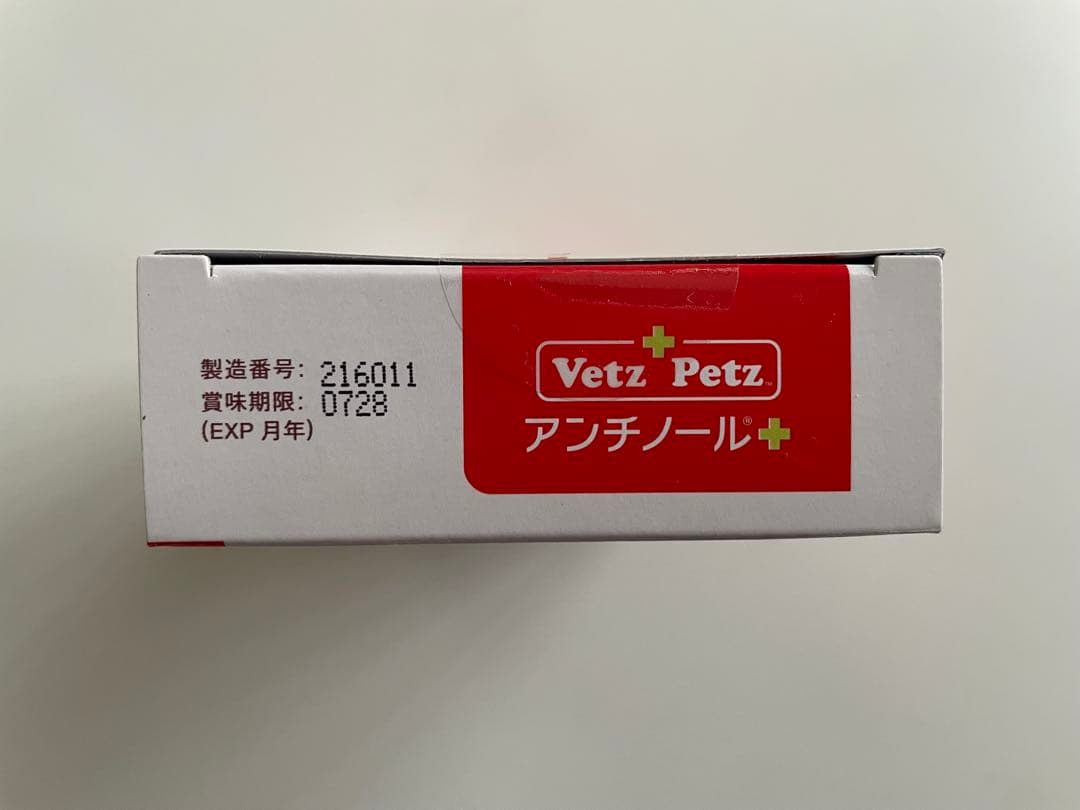 製造番号: 216011
賞味期限: 0728
(EXP 月年)
Vetz Petz™
アンチノール®+